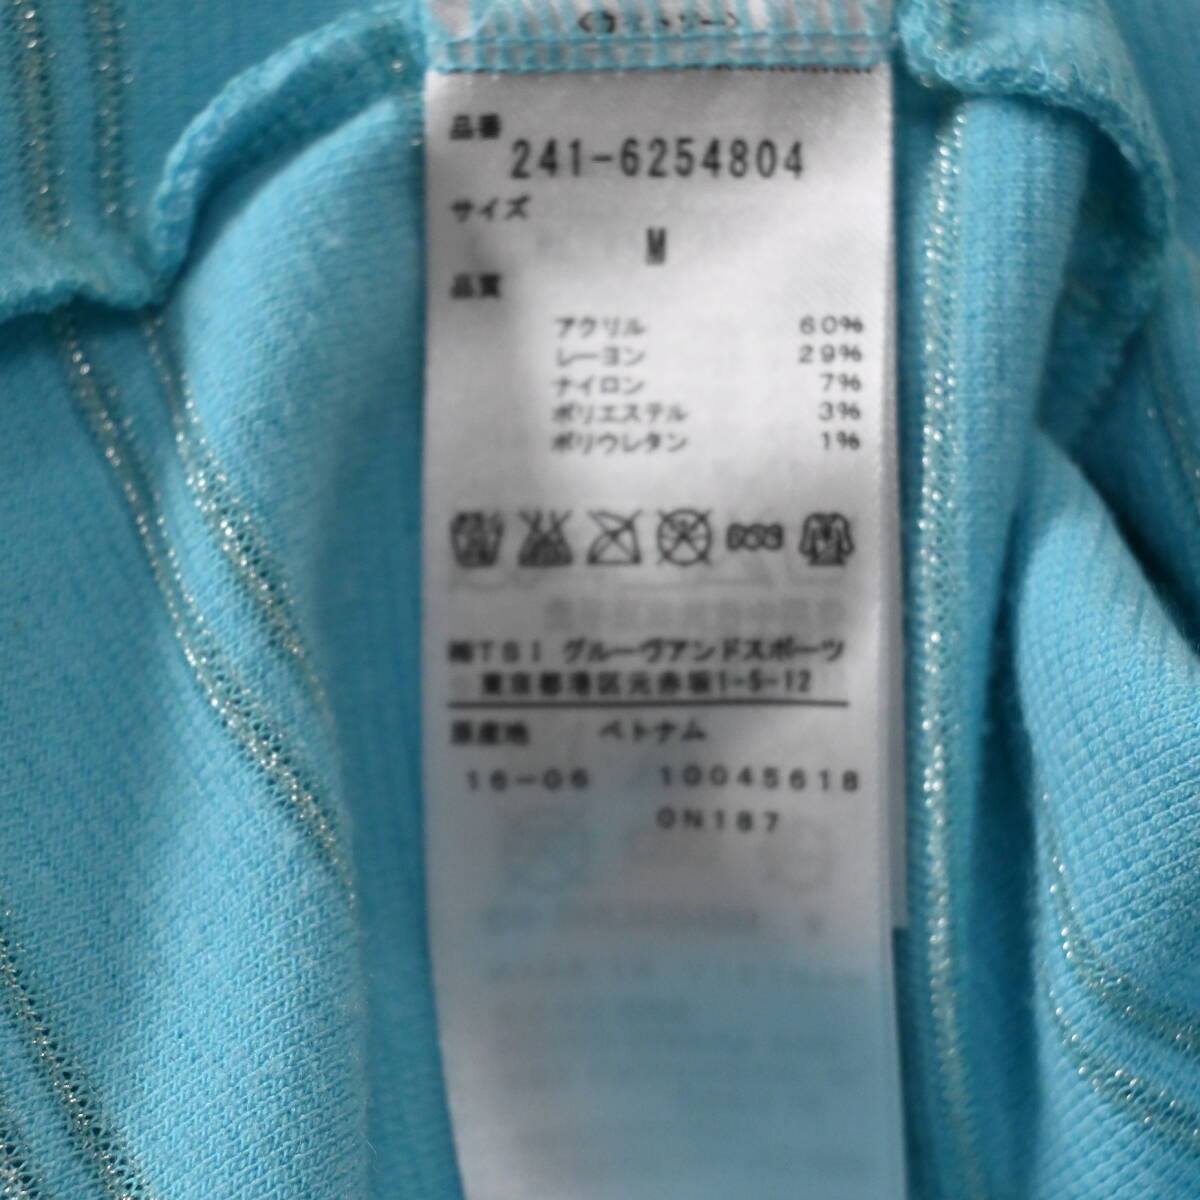 品番
241-6254804
サイズ
M
品質
アクリル 60%
レーヨン 29%
ナイロン 7%
ポリエステル 3%
ポリウレタン 1%
㈱TSI グルーヴアンドスポーツ
東京都港区元赤坂1-5-12
原産地 ベトナム
16-06 10045618
0N187